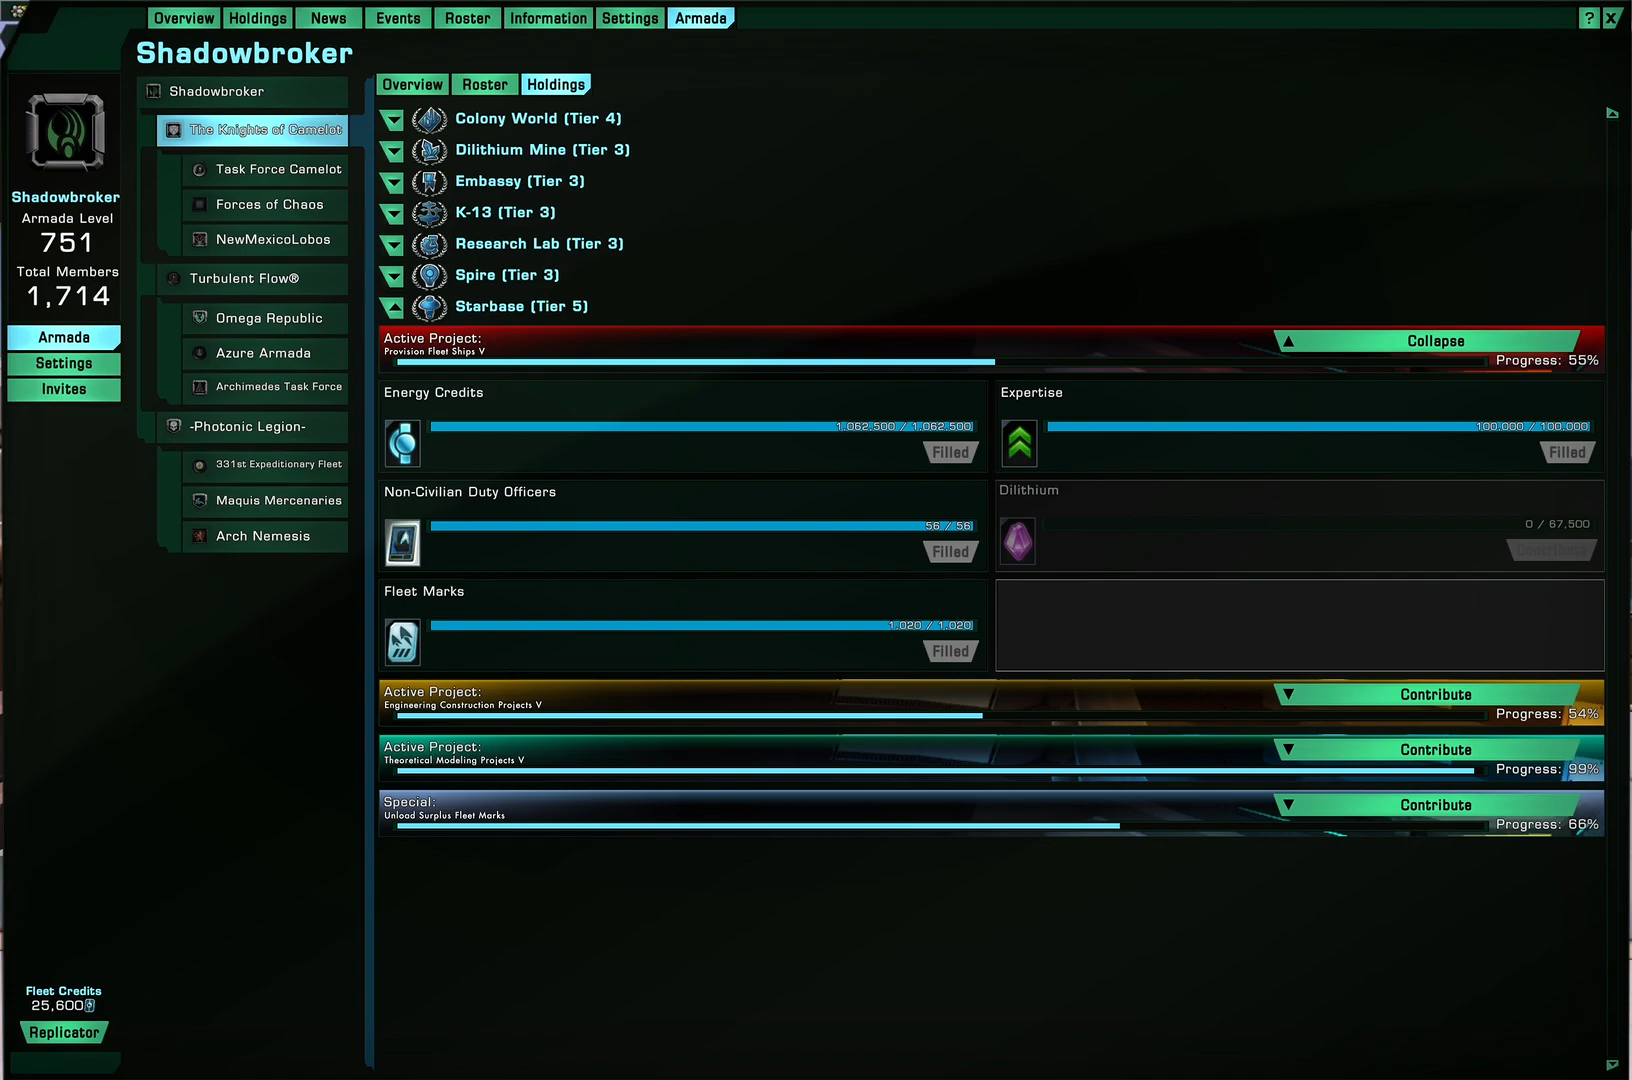 Overview Holdings News Events Roster Information Settings Armada ? X
Shadowbroker
Shadowbroker
Armada Level
751
Total Members
1,714
Armada
Settings
Invites
Fleet Credits
25,600
Replicator
Shadowbroker
The Knights of Camelot
Task Force Camelot
Forces of Chaos
NewMexicoLobos
Turbulent Flow®
Omega Republic
Azure Armada
Archimedes Task Force
-Photonic Legion-
331st Expeditionary Fleet
Maquis Mercenaries
Arch Nemesis
Overview Roster Holdings
Colony World (Tier 4)
Dilithium Mine (Tier 3)
Embassy (Tier 3)
K-13 (Tier 3)
Research Lab (Tier 3)
Spire (Tier 3)
Starbase (Tier 5)
Active Project: Collapse
Provision Fleet Ships V
Progress: 55%
Energy Credits
1,062,500 / 1,062,500
Filled
Expertise
100,000 / 100,000
Filled
Non-Civilian Duty Officers
56 / 56
Filled
Dilithium
0 / 67,500
Contribute
Fleet Marks
1,020 / 1,020
Filled
Active Project: Contribute
Engineering Construction Projects V
Progress: 54%
Active Project: Contribute
Theoretical Modeling Projects V
Progress: 99%
Special: Contribute
Unload Surplus Fleet Marks
Progress: 66%